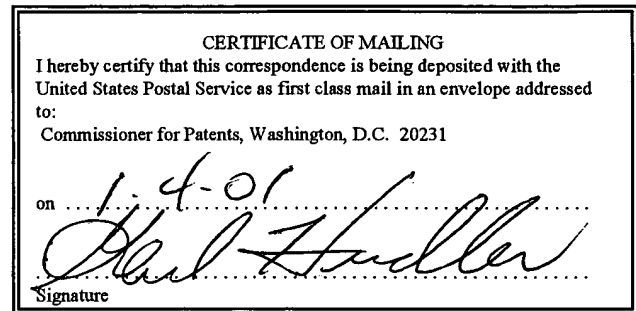 CERTIFICATE OF MAILING
I hereby certify that this correspondence is being deposited with the
United States Postal Service as first class mail in an envelope addressed
to:
Commissioner for Patents, Washington, D.C. 20231
on 1-4-01
Signature